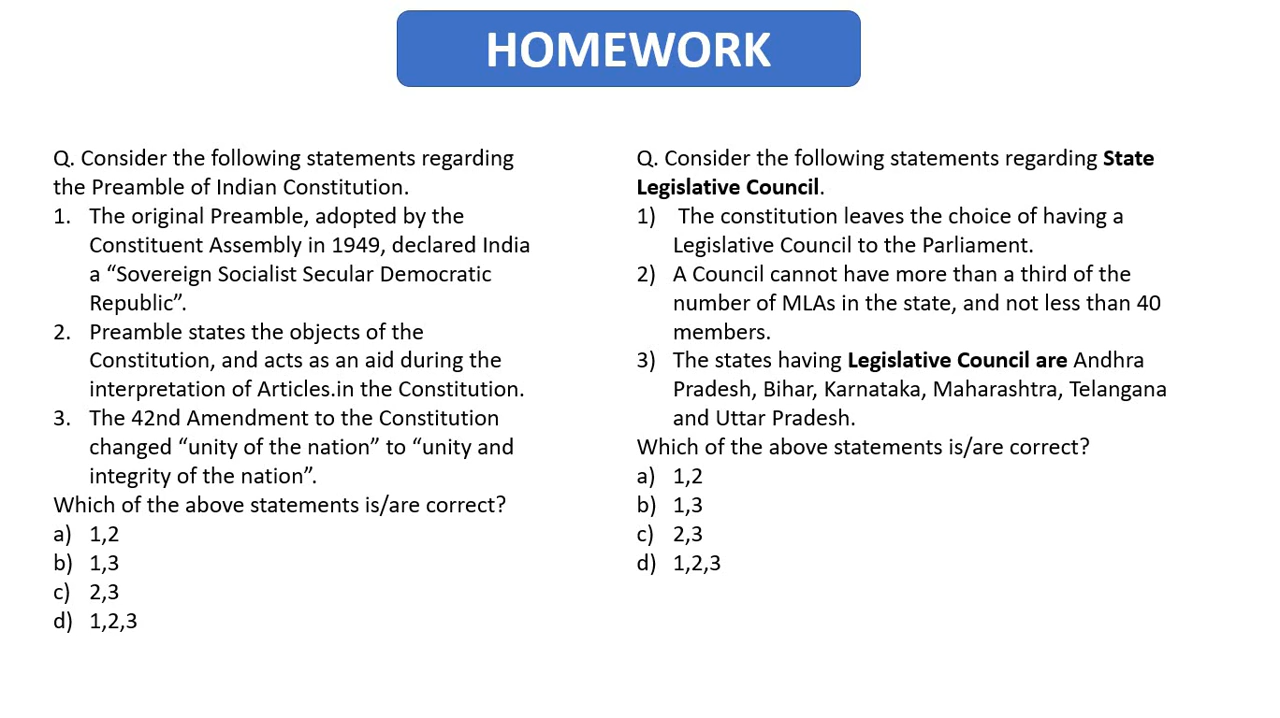 HOMEWORK
Q. Consider the following statements regarding
the Preamble of Indian Constitution.
1. The original Preamble, adopted by the
Constituent Assembly in 1949, declared India
a “Sovereign Socialist Secular Democratic
Republic”.
2. Preamble states the objects of the
Constitution, and acts as an aid during the
interpretation of Articles.in the Constitution.
3. The 42nd Amendment to the Constitution
changed “unity of the nation” to “unity and
integrity of the nation”.
Which of the above statements is/are correct?
a) 1,2
b) 1,3
c) 2,3
d) 1,2,3
Q. Consider the following statements regarding State
Legislative Council.
1) The constitution leaves the choice of having a
Legislative Council to the Parliament.
2) A Council cannot have more than a third of the
number of MLAs in the state, and not less than 40
members.
3) The states having Legislative Council are Andhra
Pradesh, Bihar, Karnataka, Maharashtra, Telangana
and Uttar Pradesh.
Which of the above statements is/are correct?
a) 1,2
b) 1,3
c) 2,3
d) 1,2,3